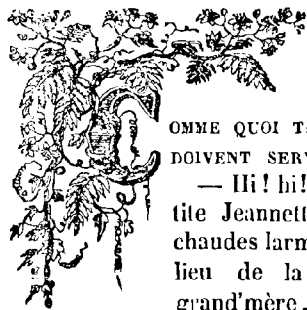 COMME QUOI T
DOIVENT SERV
— Hi! hi!
tite Jeannett
chaudes larm
lieu de la
grand'mère.